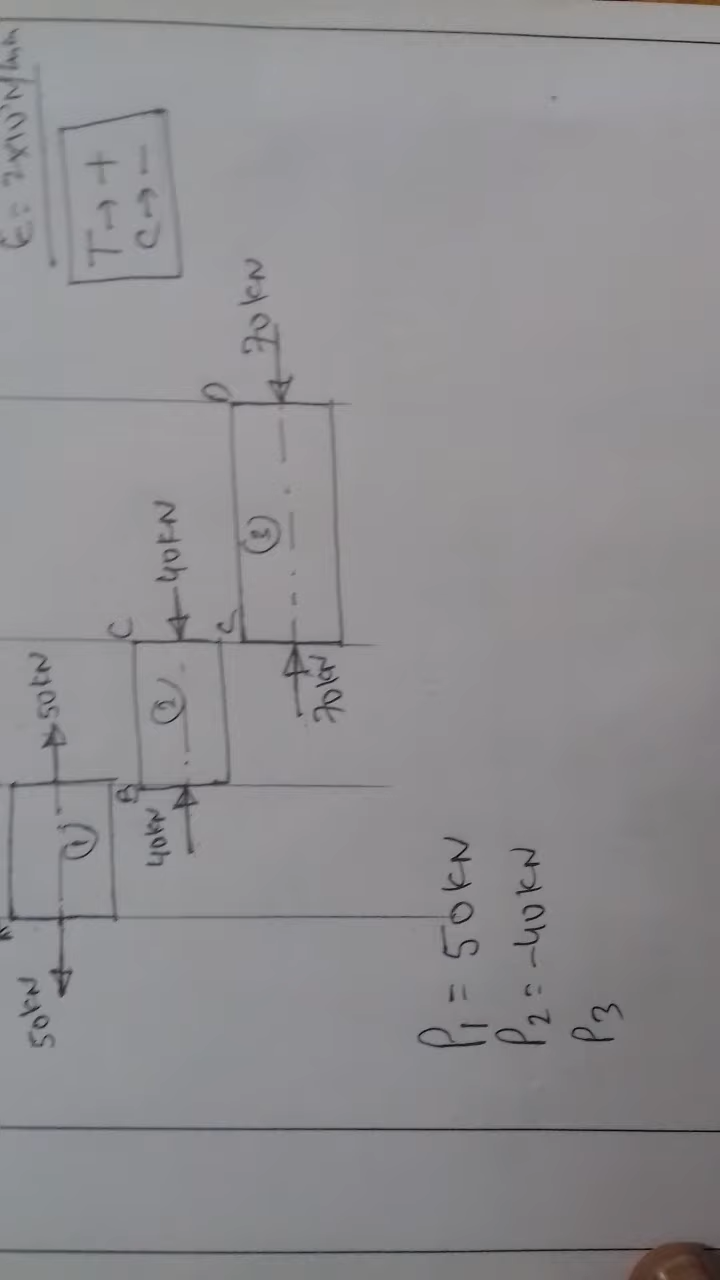 E = 2×10⁵N/mm
T → +
C → -
50KN
50KN
①
B
C
40KN
40KN
②
C
D
70KN
70KN
③
P₁ = 50KN
P₂ = -40KN
P₃